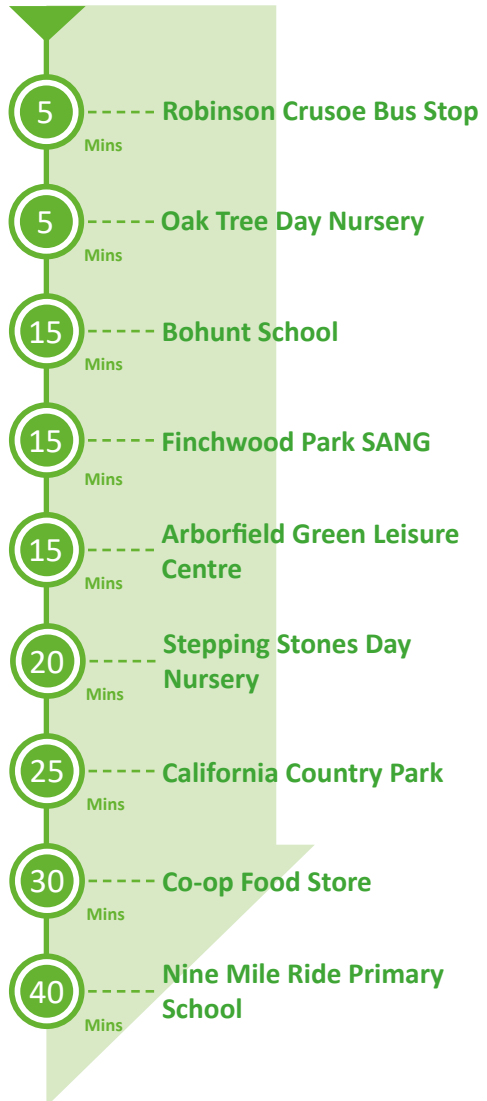 5
Mins
Robinson Crusoe Bus Stop
5
Mins
Oak Tree Day Nursery
15
Mins
Bohunt School
15
Mins
Finchwood Park SANG
15
Mins
Arborfield Green Leisure
Centre
20
Mins
Stepping Stones Day
Nursery
25
Mins
California Country Park
30
Mins
Co-op Food Store
40
Mins
Nine Mile Ride Primary
School